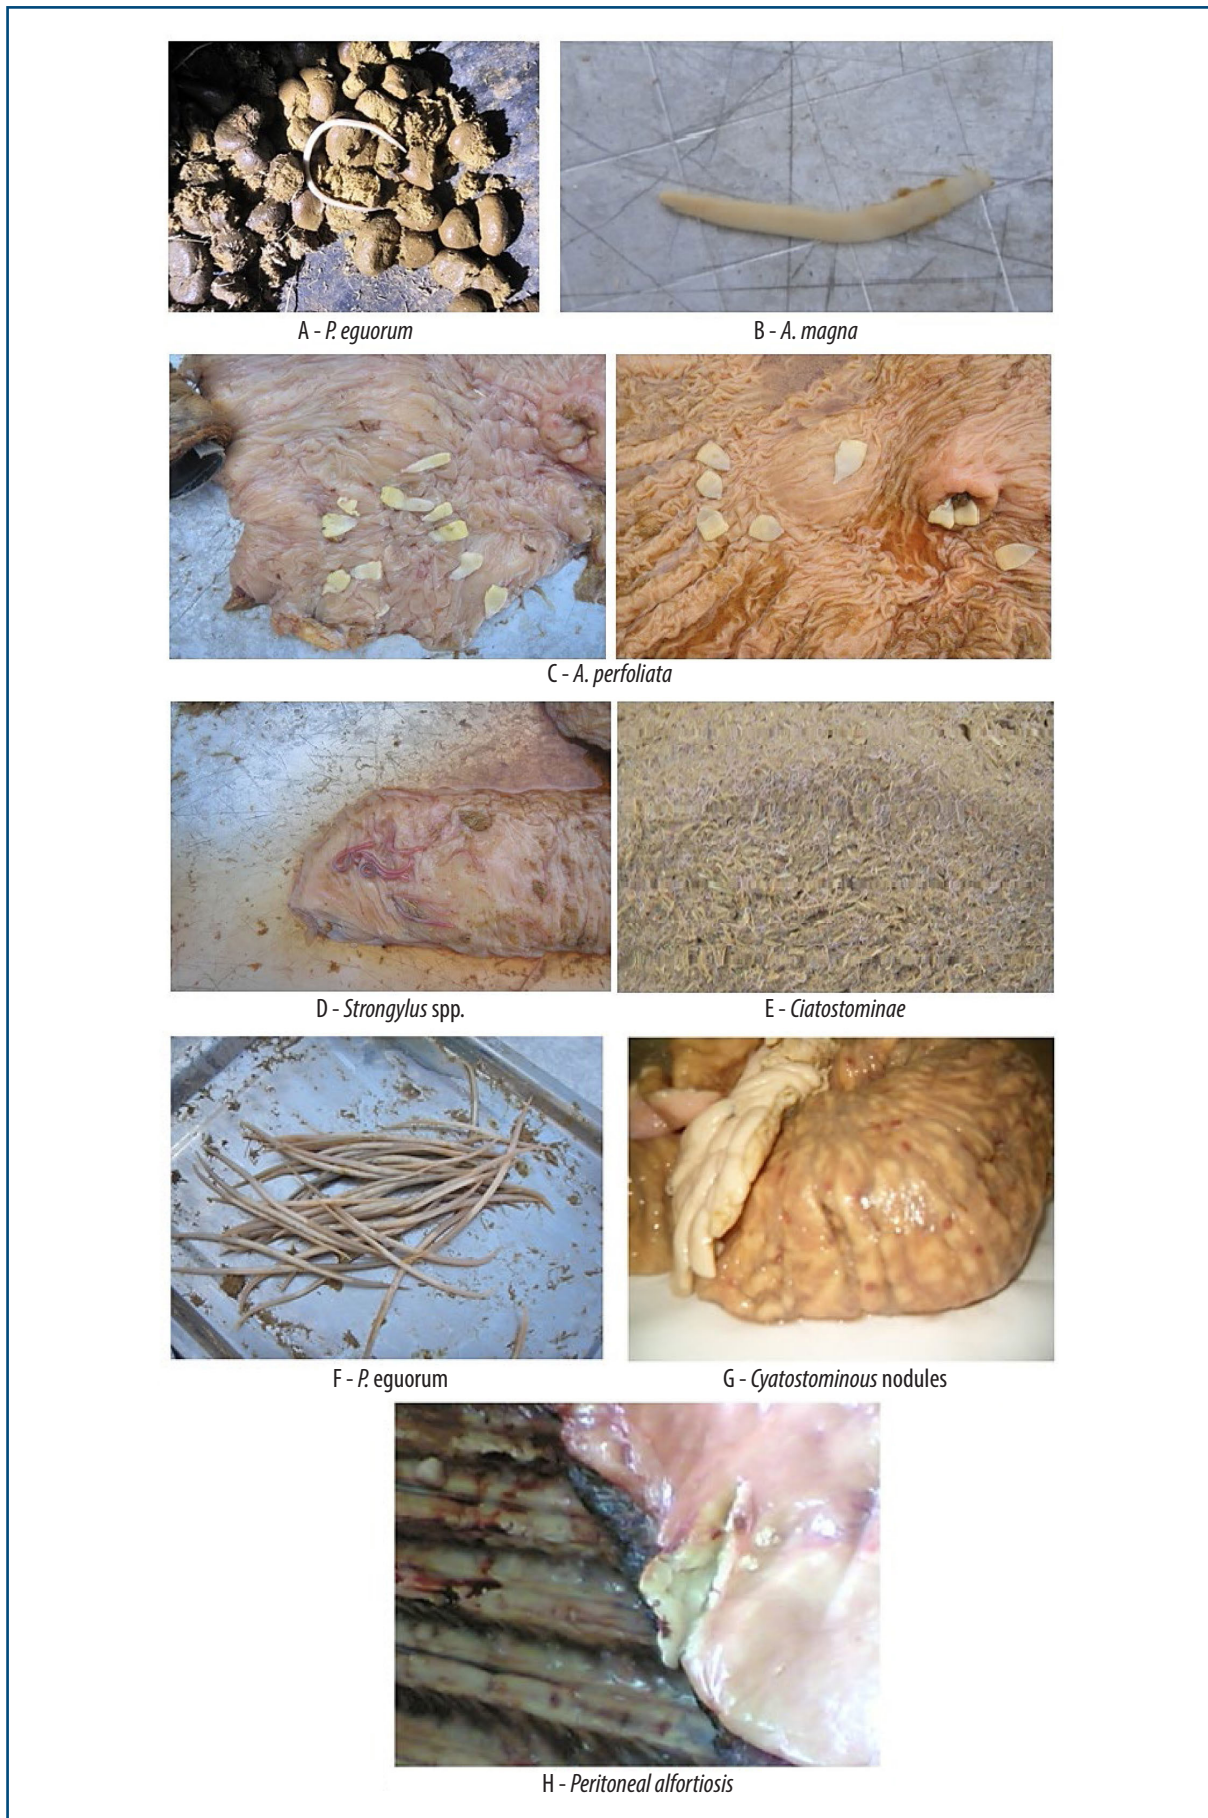 A - P. eguorum
B - A. magna
C - A. perfoliata
D - Strongylus spp.
E - Ciatostominae
F - P. eguorum
G - Cyatostominous nodules
H - Peritoneal alfortiosis